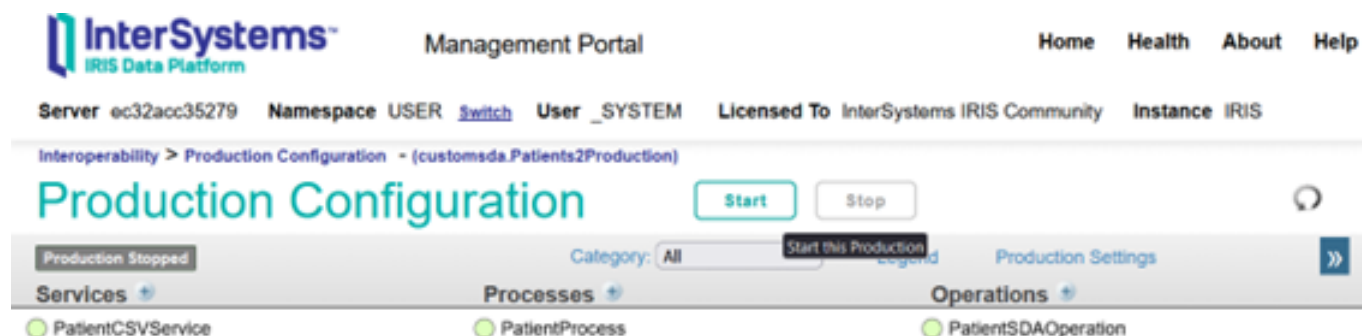 InterSystems™
IRIS Data Platform
Management Portal
Home Health About Help
Server ec32acc35279 Namespace USER Switch User _SYSTEM Licensed To InterSystems IRIS Community Instance IRIS
Interoperability > Production Configuration - (customsda.Patients2Production)
Production Configuration Start Stop
Production Stopped Category: All Start this Production Legend Production Settings »
Services Processes Operations
PatientCSVService PatientProcess PatientSDAOperation